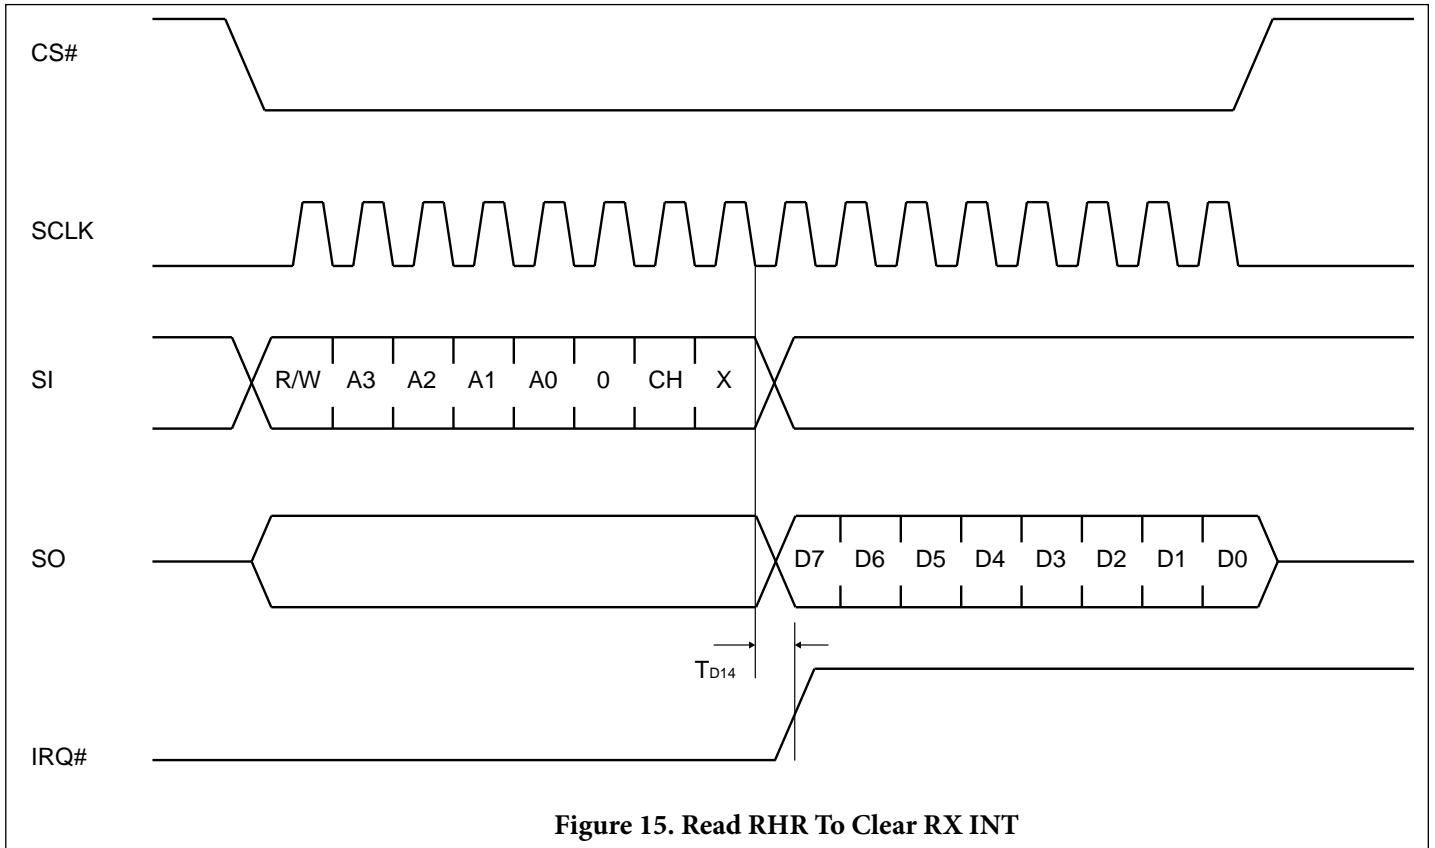 CS#
SCLK
SI
R/W A3 A2 A1 A0 0 CH X
SO
D7 D6 D5 D4 D3 D2 D1 D0
TD14
IRQ#
Figure 15. Read RHR To Clear RX INT